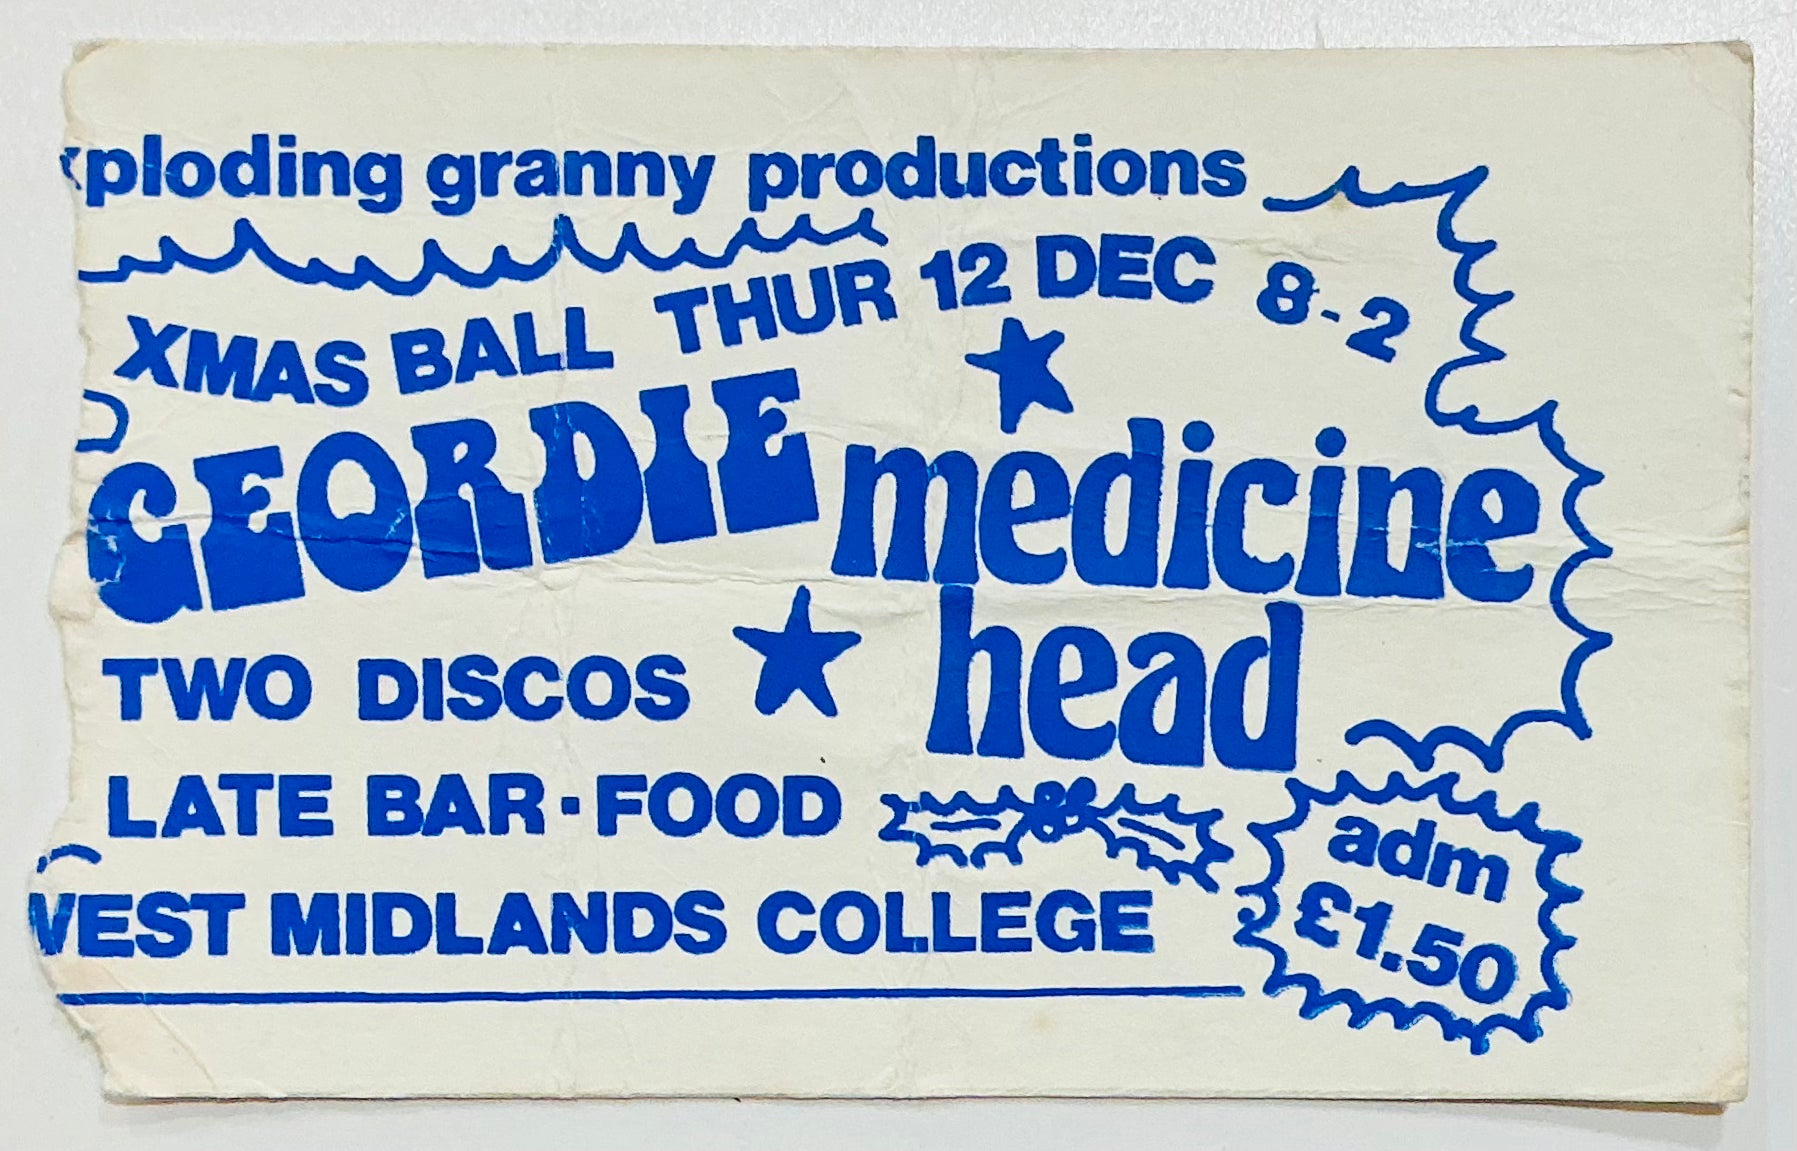 xploding granny productions
XMAS BALL THUR 12 DEC 8-2
GEORDIE
medicine
head
TWO DISCOS
LATE BAR·FOOD
WEST MIDLANDS COLLEGE
adm
£1.50